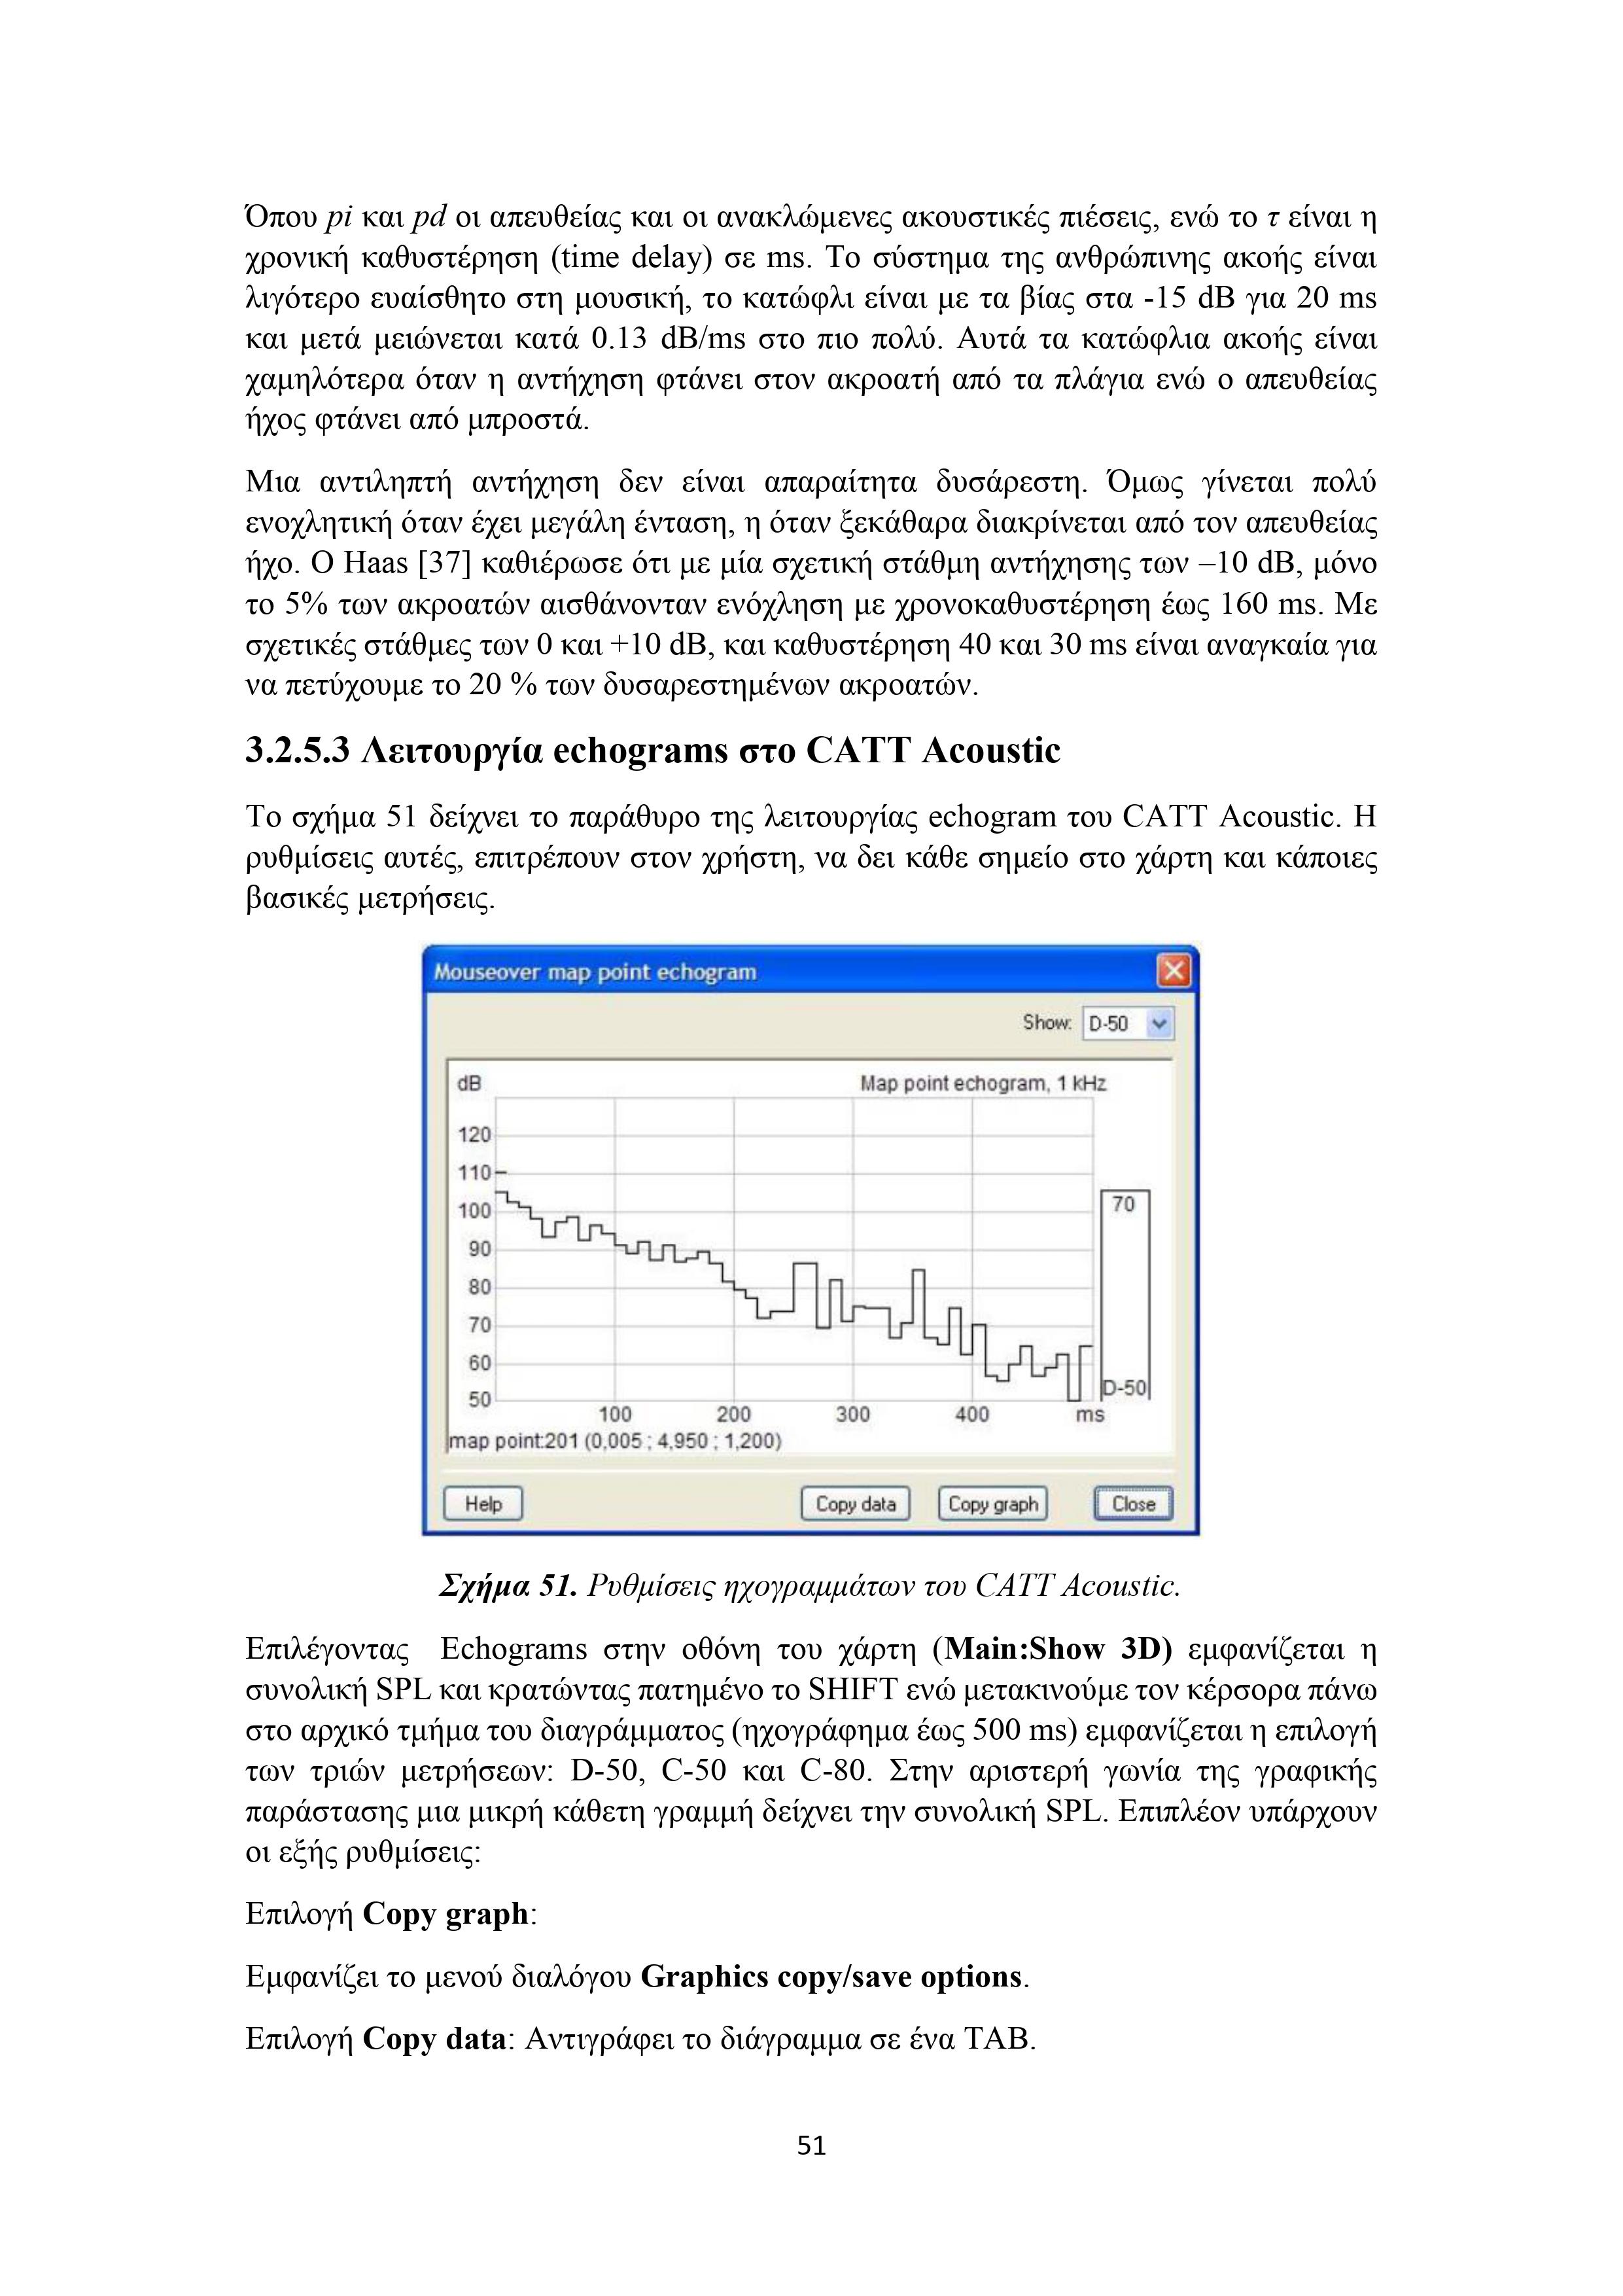 Όπου pi και pd οι απευθείας και οι ανακλώμενες ακουστικές πιέσεις, ενώ το τ είναι η
χρονική καθυστέρηση (time delay) σε ms. Το σύστημα της ανθρώπινης ακοής είναι
λιγότερο ευαίσθητο στη μουσική, το κατώφλι είναι με τα βίας στα -15 dB για 20 ms
και μετά μειώνεται κατά 0.13 dB/ms στο πιο πολύ. Αυτά τα κατώφλια ακοής είναι
χαμηλότερα όταν η αντήχηση φτάνει στον ακροατή από τα πλάγια ενώ ο απευθείας
ήχος φτάνει από μπροστά.
Μια αντιληπτή αντήχηση δεν είναι απαραίτητα δυσάρεστη. Όμως γίνεται πολύ
ενοχλητική όταν έχει μεγάλη ένταση, η όταν ξεκάθαρα διακρίνεται από τον απευθείας
ήχο. Ο Haas [37] καθιέρωσε ότι με μία σχετική στάθμη αντήχησης των –10 dB, μόνο
το 5% των ακροατών αισθάνονταν ενόχληση με χρονοκαθυστέρηση έως 160 ms. Με
σχετικές στάθμες των 0 και +10 dB, και καθυστέρηση 40 και 30 ms είναι αναγκαία για
να πετύχουμε το 20 % των δυσαρεστημένων ακροατών.
3.2.5.3 Λειτουργία echograms στο CATT Acoustic
Το σχήμα 51 δείχνει το παράθυρο της λειτουργίας echogram του CATT Acoustic. Η
ρυθμίσεις αυτές, επιτρέπουν στον χρήστη, να δει κάθε σημείο στο χάρτη και κάποιες
βασικές μετρήσεις.
Mouseover map point echogram
Show: D-50
dB Map point echogram, 1 kHz
120
110
100
90
80
70
60
50
70
D-50
100 200 300 400 ms
map point:201 (0,005 ; 4,950 ; 1,200)
Help Copy data Copy graph Close
Σχήμα 51. Ρυθμίσεις ηχογραμμάτων του CATT Acoustic.
Επιλέγοντας Echograms στην οθόνη του χάρτη (Main:Show 3D) εμφανίζεται η
συνολική SPL και κρατώντας πατημένο το SHIFT ενώ μετακινούμε τον κέρσορα πάνω
στο αρχικό τμήμα του διαγράμματος (ηχογράφημα έως 500 ms) εμφανίζεται η επιλογή
των τριών μετρήσεων: D-50, C-50 και C-80. Στην αριστερή γωνία της γραφικής
παράστασης μια μικρή κάθετη γραμμή δείχνει την συνολική SPL. Επιπλέον υπάρχουν
οι εξής ρυθμίσεις:
Επιλογή Copy graph:
Εμφανίζει το μενού διαλόγου Graphics copy/save options.
Επιλογή Copy data: Αντιγράφει το διάγραμμα σε ένα TAB.
51